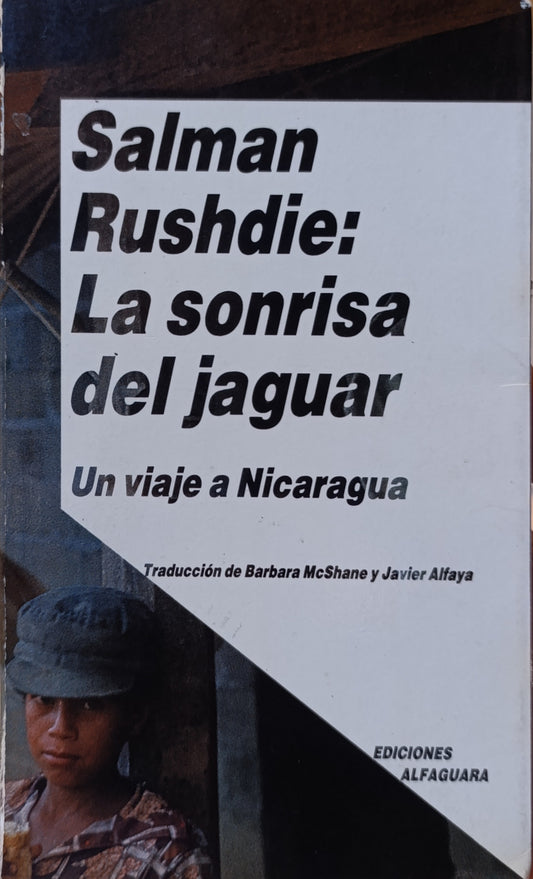 Salman
Rushdie:
La sonrisa
del jaguar
Un viaje a Nicaragua
Traducción de Barbara McShane y Javier Alfaya
EDICIONES
ALFAGUARA